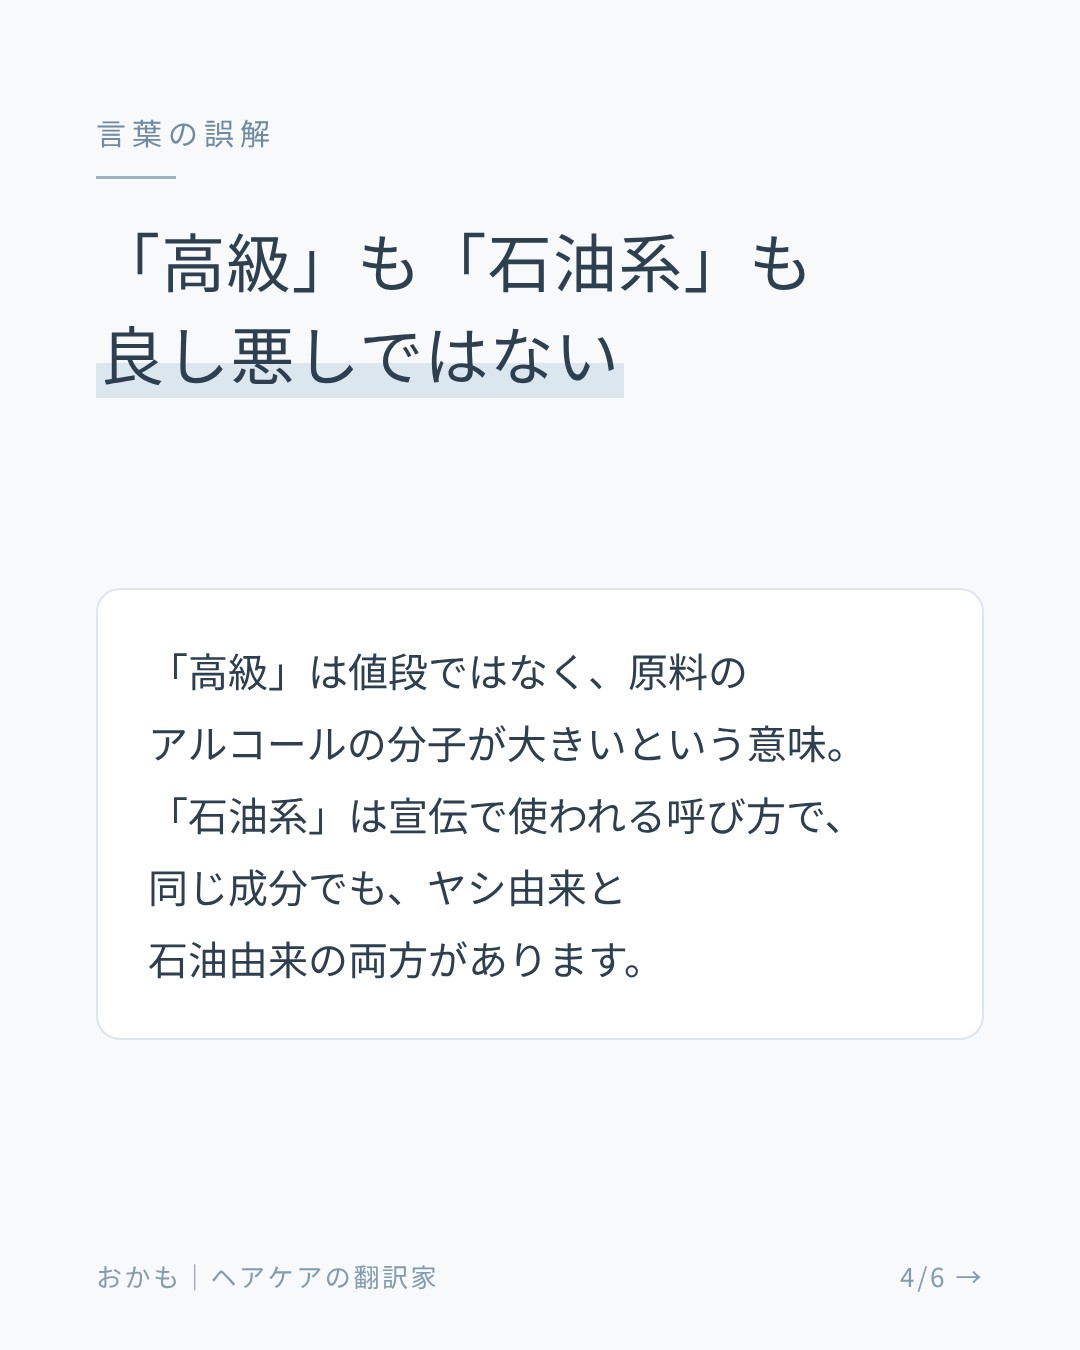 言葉の誤解
「高級」も「石油系」も
良し悪しではない
「高級」は値段ではなく、原料の
アルコールの分子が大きいという意味。
「石油系」は宣伝で使われる呼び方で、
同じ成分でも、ヤシ由来と
石油由来の両方があります。
おかも｜ヘアケアの翻訳家
4/6 →